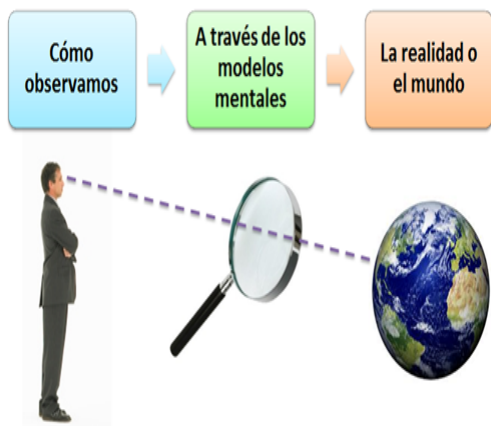 Cómo
observamos
A través de los
modelos
mentales
La realidad o
el mundo